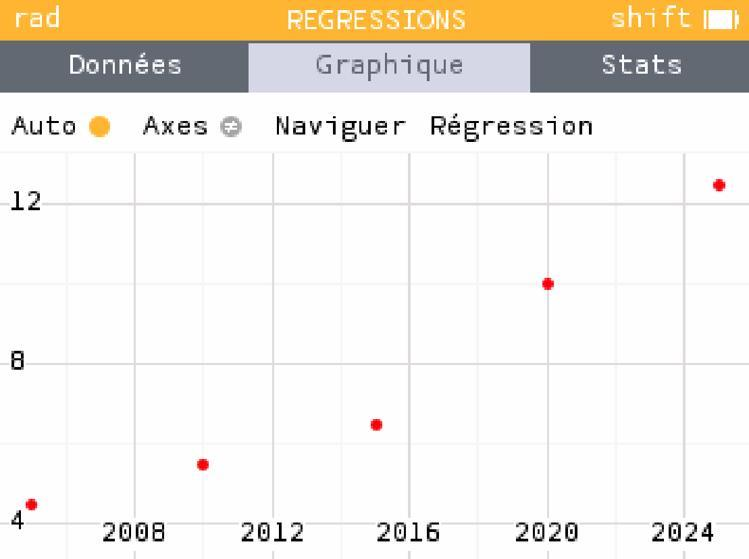 rad REGRESSIONS shift
Données Graphique Stats
Auto Axes ≠ Naviguer Régression
12
8
4
2008 2012 2016 2020 2024